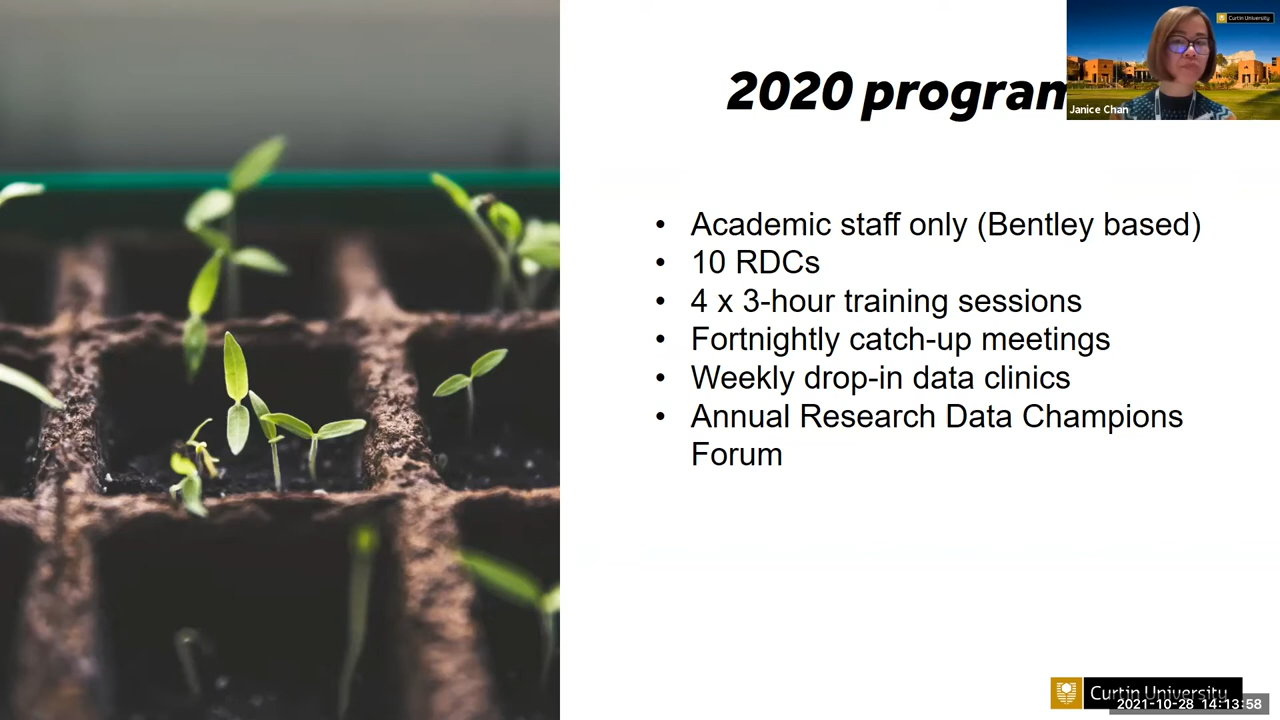 2020 program
Curtin University
Janice Chan
• Academic staff only (Bentley based)
• 10 RDCs
• 4 x 3-hour training sessions
• Fortnightly catch-up meetings
• Weekly drop-in data clinics
• Annual Research Data Champions
Forum
Curtin University
2021-10-28 14:13:58